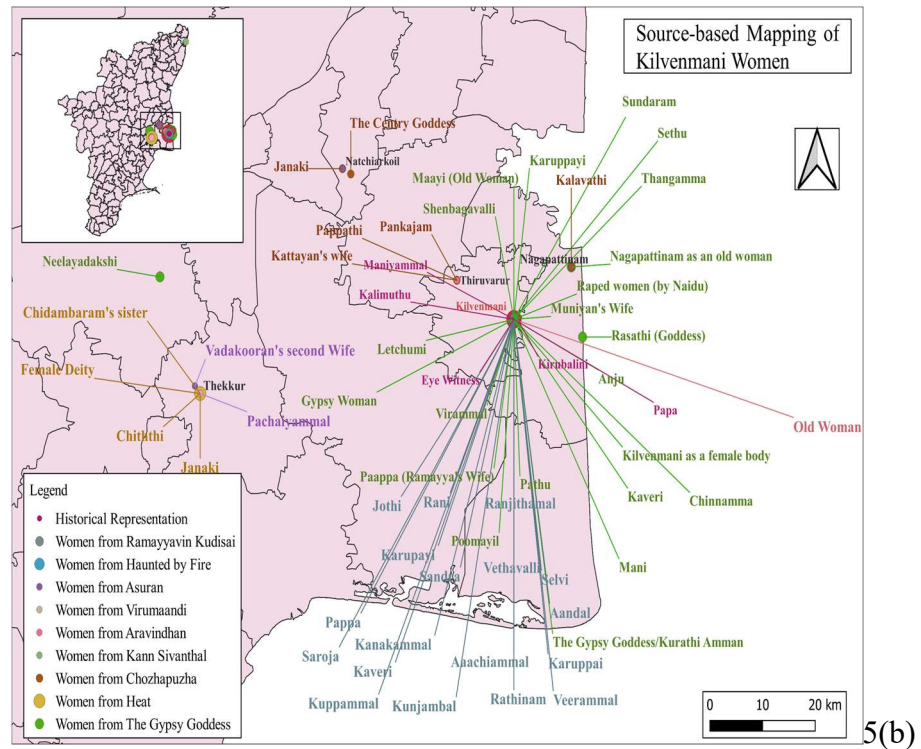 Source-based Mapping of
Kilvenmani Women
Sundaram
Sethu
The Centry Goddess
Natchiarkoil
Janaki
Karuppayi
Maayi (Old Woman)
Kalavathi
Thangamma
Shenbagavalli
Pankajam
Pappathi
Kattayan's wife
Maniyammal
Nagapattinam
Nagapattinam as an old woman
Neelayadakshi
Thiruvarur
Raped women (by Naidu)
Kalimuthu
Kilvenmani
Muniyan's Wife
Chidambaram's sister
Rasathi (Goddess)
Letchumi
Vadakooran's second Wife
Kirubalini
Female Deity
Thekkur
Eye Witness
Anju
Gypsy Woman
Papa
Pachaiyammal
Virammal
Old Woman
Chiththi
Kilvenmani as a female body
Janaki
Paappa (Ramayya's Wife)
Pathu
Kaveri
Chinnamma
Jothi
Rani
Ranjithamal
Poomayil
Karupayi
Vethavalli
Mani
Sandra
Selvi
Aandal
Pappa
Kanakammal
The Gypsy Goddess/Kurathi Amman
Saroja
Kaveri
Aaachiammal
Karuppai
Kuppammal
Kunjambal
Rathinam
Veerammal
Legend
Historical Representation
Women from Ramayyavin Kudisai
Women from Haunted by Fire
Women from Asuran
Women from Virumaandi
Women from Aravindhan
Women from Kann Sivanthal
Women from Chozhapuzha
Women from Heat
Women from The Gypsy Goddess
0 10 20 km
5(b)